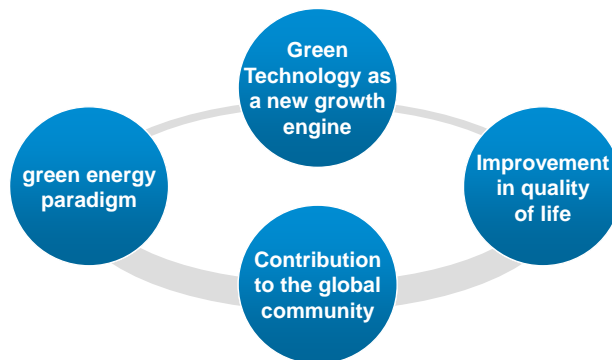 Green
Technology as
a new growth
engine
green energy
paradigm
Improvement
in quality
of life
Contribution
to the global
community